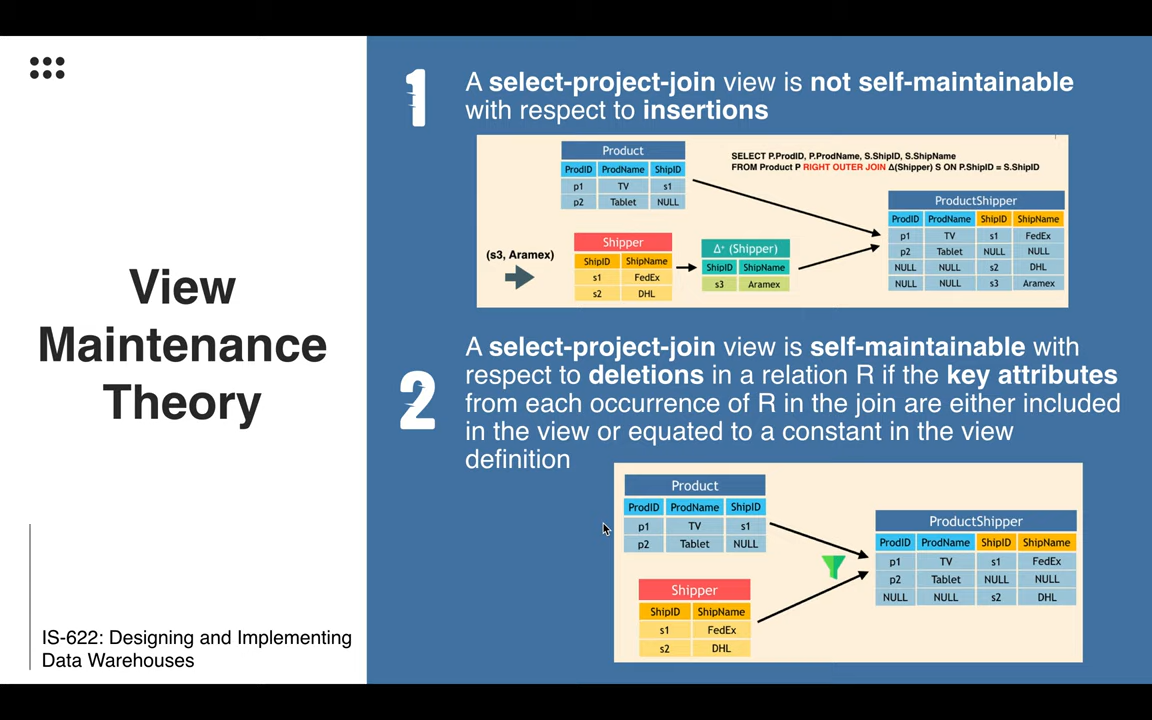 View
Maintenance
Theory
IS-622: Designing and Implementing
Data Warehouses
1
A select-project-join view is not self-maintainable
with respect to insertions
SELECT P.ProdID, P.ProdName, S.ShipID, S.ShipName
FROM Product P RIGHT OUTER JOIN Δ(Shipper) S ON P.ShipID = S.ShipID
Product
ProdID ProdName ShipID
p1 TV s1
p2 Tablet NULL
(s3, Aramex)
Shipper
ShipID ShipName
s1 FedEx
s2 DHL
Δ⁺ (Shipper)
ShipID ShipName
s3 Aramex
ProductShipper
ProdID ProdName ShipID ShipName
p1 TV s1 FedEx
p2 Tablet NULL NULL
NULL NULL s2 DHL
NULL NULL s3 Aramex
2
A select-project-join view is self-maintainable with
respect to deletions in a relation R if the key attributes
from each occurrence of R in the join are either included
in the view or equated to a constant in the view
definition
Product
ProdID ProdName ShipID
p1 TV s1
p2 Tablet NULL
Shipper
ShipID ShipName
s1 FedEx
s2 DHL
ProductShipper
ProdID ProdName ShipID ShipName
p1 TV s1 FedEx
p2 Tablet NULL NULL
NULL NULL s2 DHL